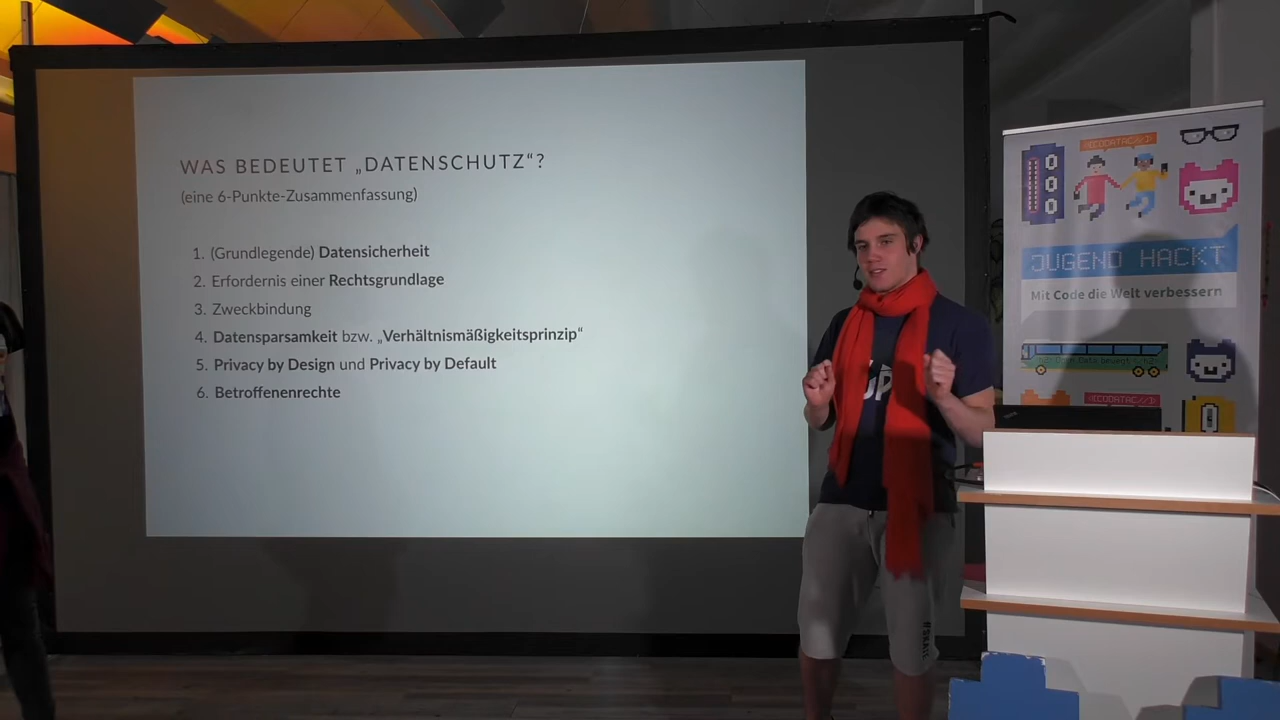 WAS BEDEUTET „DATENSCHUTZ“?
(eine 6-Punkte-Zusammenfassung)
1. (Grundlegende) Datensicherheit
2. Erfordernis einer Rechtsgrundlage
3. Zweckbindung
4. Datensparsamkeit bzw. „Verhältnismäßigkeitsprinzip“
5. Privacy by Design und Privacy by Default
6. Betroffenenrechte
JUGEND HACKT
Mit Code die Welt verbessern